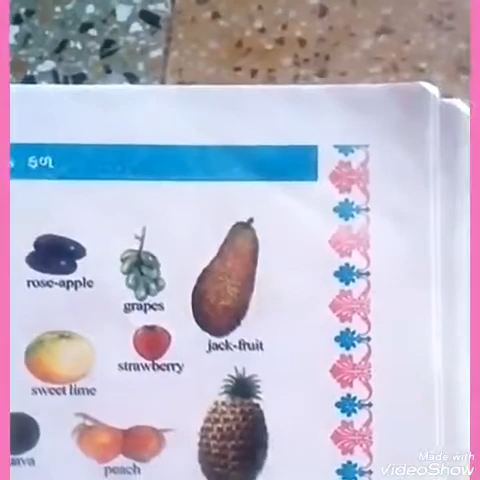 ફળ
rose-apple
grapes
jack-fruit
sweet lime
strawberry
peach
Made with
VideoShow